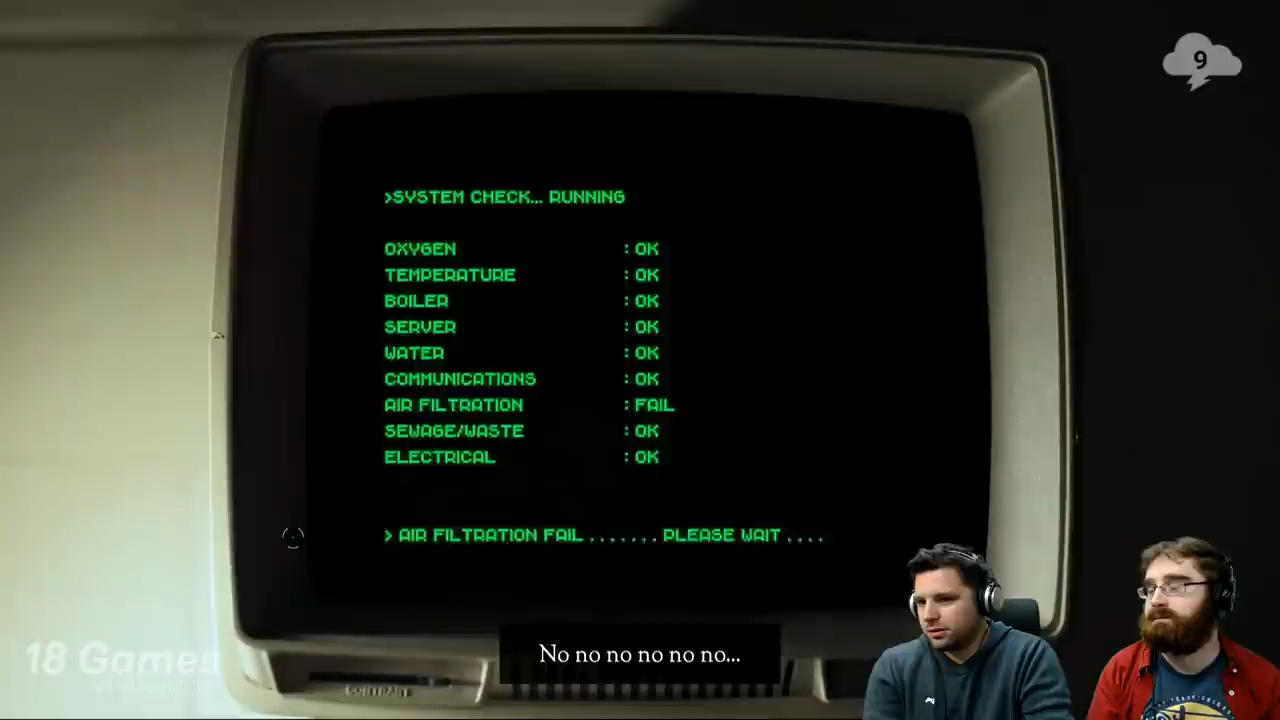 9
>SYSTEM CHECK... RUNNING
OXYGEN : OK
TEMPERATURE : OK
BOILER : OK
SERVER : OK
WATER : OK
COMMUNICATIONS : OK
AIR FILTRATION : FAIL
SEWAGE/WASTE : OK
ELECTRICAL : OK
> AIR FILTRATION FAIL ....... PLEASE WAIT ....
18 Games
CONTRAST
No no no no no no...